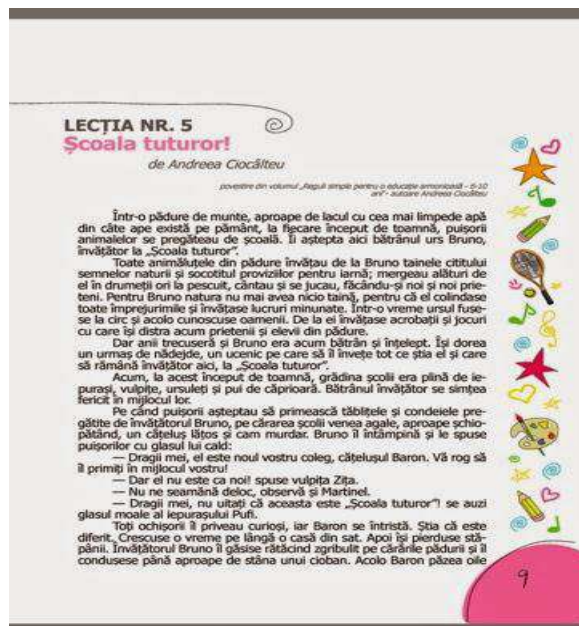 LECȚIA NR. 5
Școala tuturor!
de Andreea Ciocâlteu
povestire din volumul „Reguli simple pentru o educație armonioasă - 6-10
ani"- autoare Andreea Ciocâlteu
Într-o pădure de munte, aproape de lacul cu cea mai limpede apă
din câte ape există pe pământ, la fiecare început de toamnă, puișorii
animalelor se pregăteau de școală. Îi aștepta aici bătrânul urs Bruno,
învățător la „Școala tuturor”.
Toate animăluțele din pădure învățau de la Bruno tainele cititului
semnelor naturii și socotitul proviziilor pentru iarnă; mergeau alături de
el în drumeții ori la pescuit, cântau și se jucau, făcându-și noi și noi prie-
teni. Pentru Bruno natura nu mai avea nicio taină, pentru că el colindase
toate împrejurimile și învățase lucruri minunate. Într-o vreme ursul fuse-
se la circ și acolo cunoscuse oamenii. De la ei învățase acrobații și jocuri
cu care își distra acum prietenii și elevii din pădure.
Dar anii trecuseră și Bruno era acum bătrân și înțelept. Își dorea
un urmaș de nădejde, un ucenic pe care să îl învețe tot ce știa el și care
să rămână învățător aici, la „Școala tuturor”.
Acum, la acest început de toamnă, grădina școlii era plină de ie-
purași, vulpițe, ursuleți și pui de căprioară. Bătrânul învățător se simțea
fericit în mijlocul lor.
Pe când puișorii așteptau să primească tăblițele și condeiele pre-
gătite de învățătorul Bruno, pe cărarea școlii venea agale, aproape șchio-
pătând, un cățeluș lățos și cam murdar. Bruno îl întâmpină și le spuse
puișorilor cu glasul lui cald:
— Dragii mei, el este noul vostru coleg, cățelușul Baron. Vă rog să
îl primiți în mijlocul vostru!
— Dar el nu este ca noi! spuse vulpița Zița.
— Nu ne seamănă deloc, observă și Martinel.
— Dragii mei, nu uitați că aceasta este „Școala tuturor”! se auzi
glasul moale al iepurașului Pufi.
Toți ochișorii îl priveau curioși, iar Baron se întristă. Știa că este
diferit. Crescuse o vreme pe lângă o casă din sat. Apoi își pierduse stă-
pânii. Învățătorul Bruno îl găsise rătăcind zgribulit pe cărările pădurii și îl
condusese până aproape de stâna unui cioban. Acolo Baron păzea oile
9